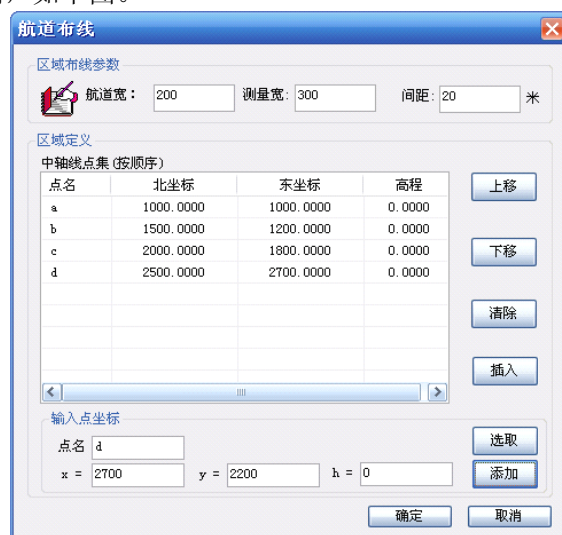 ，如下图。
航道布线
区域布线参数
航道宽： 200 测量宽: 300 间距: 20 米
区域定义
中轴线点集(按顺序)
点名 北坐标 东坐标 高程
a 1000.0000 1000.0000 0.0000
b 1500.0000 1200.0000 0.0000
c 2000.0000 1800.0000 0.0000
d 2500.0000 2700.0000 0.0000
上移
下移
清除
插入
输入点坐标
点名 d
x = 2700 y = 2200 h = 0
选取
添加
确定 取消